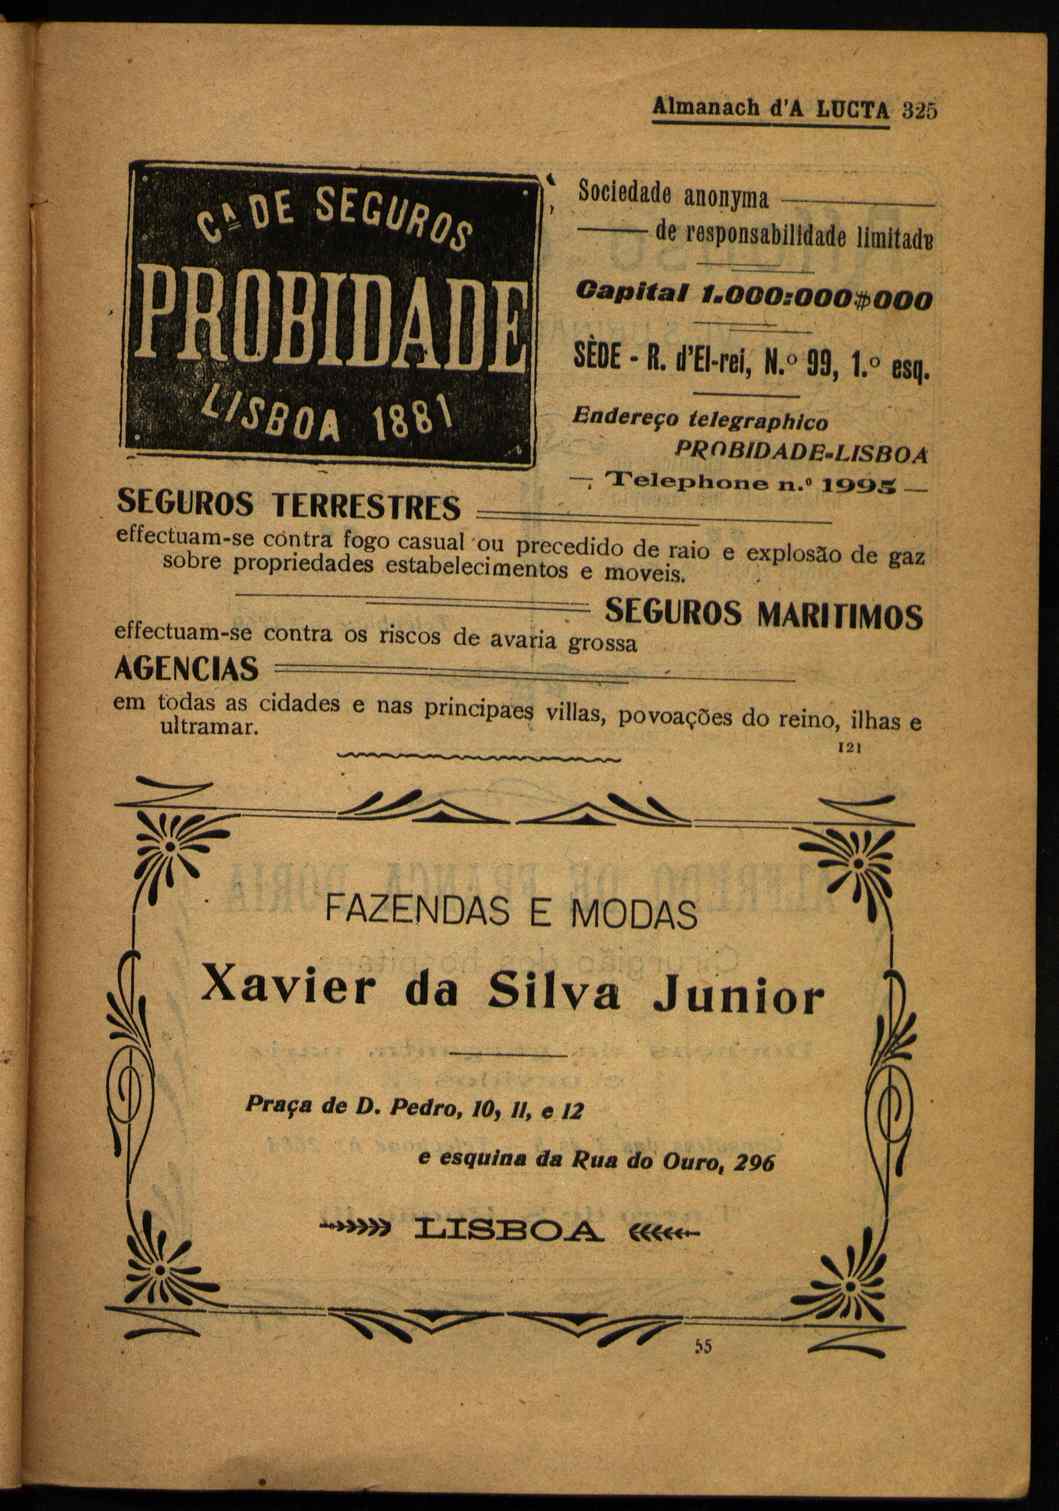 Almanach d'A LUCTA 325
Cª DE SEGUROS
PROBIDADE
LISBOA 1881
Sociedade anonyma
de responsabilidade limitade
Capital 1.000:000$000
SÈDE - R. d'El-rei, N.º 99, 1.º esq.
Endereço telegraphico
PROBIDADE-LISBOA
Telephone n.º 1995
SEGUROS TERRESTRES
effectuam-se contra fogo casual ou precedido de raio e explosão de gaz
sobre propriedades estabelecimentos e moveis.
SEGUROS MARITIMOS
effectuam-se contra os riscos de avaria grossa
AGENCIAS
em todas as cidades e nas principaes villas, povoações do reino, ilhas e
ultramar.
121
FAZENDAS E MODAS
Xavier da Silva Junior
Praça de D. Pedro, 10, 11, e 12
e esquina da Rua do Ouro, 296
LISBOA
55